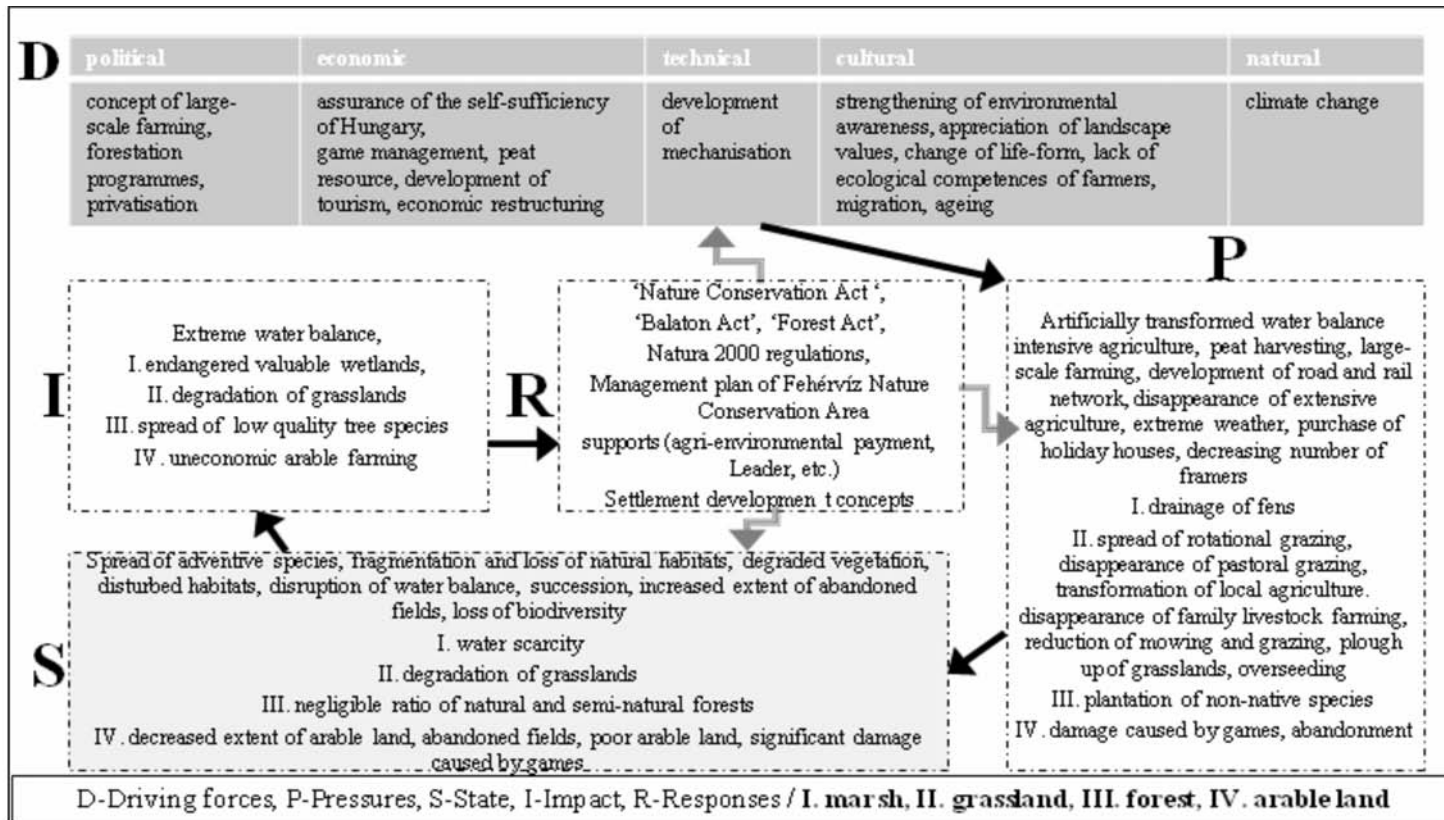 D
political
economic
technical
cultural
natural
concept of large-
scale farming,
forestation
programmes,
privatisation
assurance of the self-sufficiency
of Hungary,
game management, peat
resource, development of
tourism, economic restructuring
development
of
mechanisation
strengthening of environmental
awareness, appreciation of landscape
values, change of life-form, lack of
ecological competences of farmers,
migration, ageing
climate change
P
Artificially transformed water balance
intensive agriculture, peat harvesting, large-
scale farming, development of road and rail
network, disappearance of extensive
agriculture, extreme weather, purchase of
holiday houses, decreasing number of
framers
I. drainage of fens
II. spread of rotational grazing,
disappearance of pastoral grazing,
transformation of local agriculture.
disappearance of family livestock farming,
reduction of mowing and grazing, plough
up of grasslands, overseeding
III. plantation of non-native species
IV. damage caused by games, abandonment
I
Extreme water balance,
I. endangered valuable wetlands,
II. degradation of grasslands
III. spread of low quality tree species
IV. uneconomic arable farming
R
‘Nature Conservation Act ‘,
‘Balaton Act’, ‘Forest Act’,
Natura 2000 regulations,
Management plan of Fehérvíz Nature
Conservation Area
supports (agri-environmental payment,
Leader, etc.)
Settlement developmen t concepts
S
Spread of adventive species, fragmentation and loss of natural habitats, degraded vegetation,
disturbed habitats, disruption of water balance, succession, increased extent of abandoned
fields, loss of biodiversity
I. water scarcity
II. degradation of grasslands
III. negligible ratio of natural and semi-natural forests
IV. decreased extent of arable land, abandoned fields, poor arable land, significant damage
caused by games
D-Driving forces, P-Pressures, S-State, I-Impact, R-Responses / I. marsh, II. grassland, III. forest, IV. arable land